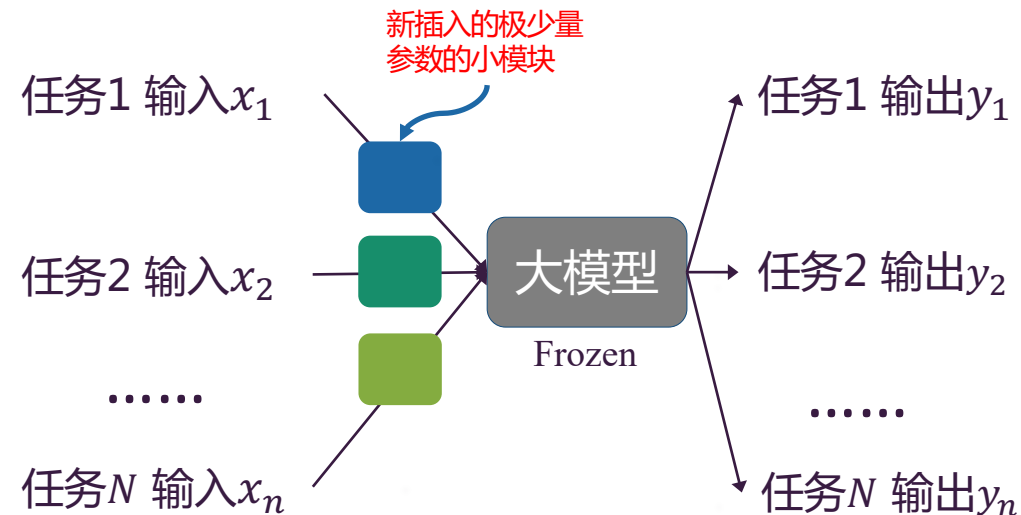 新插入的极少量
参数的小模块
任务1 输入x₁
任务1 输出y₁
任务2 输入x₂
大模型
任务2 输出y₂
Frozen
……
……
任务N 输入xₙ
任务N 输出yₙ